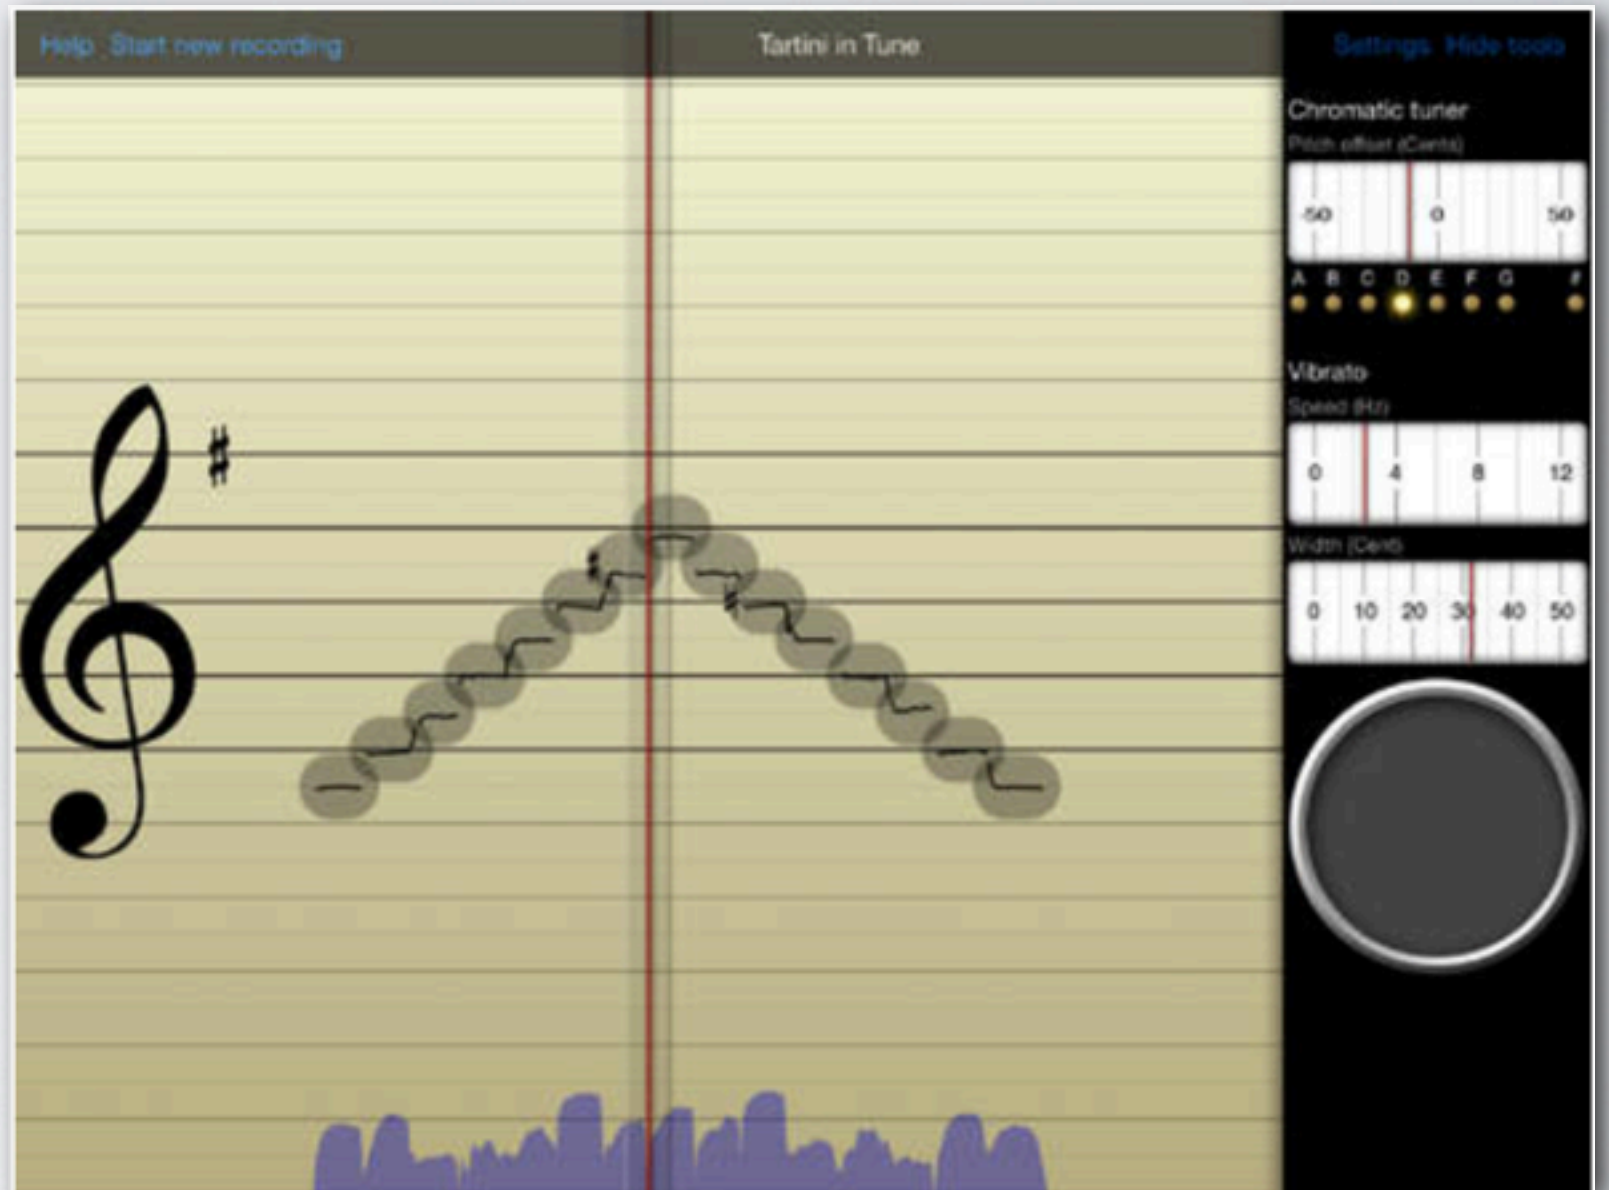 Help Start new recording
Tartini in Tune
Settings Hide tools
Chromatic tuner
Pitch offset (Cents)
-50 0 50
A B C D E F G #
Vibrato
Speed (Hz)
0 4 8 12
Width (Cent)
0 10 20 30 40 50